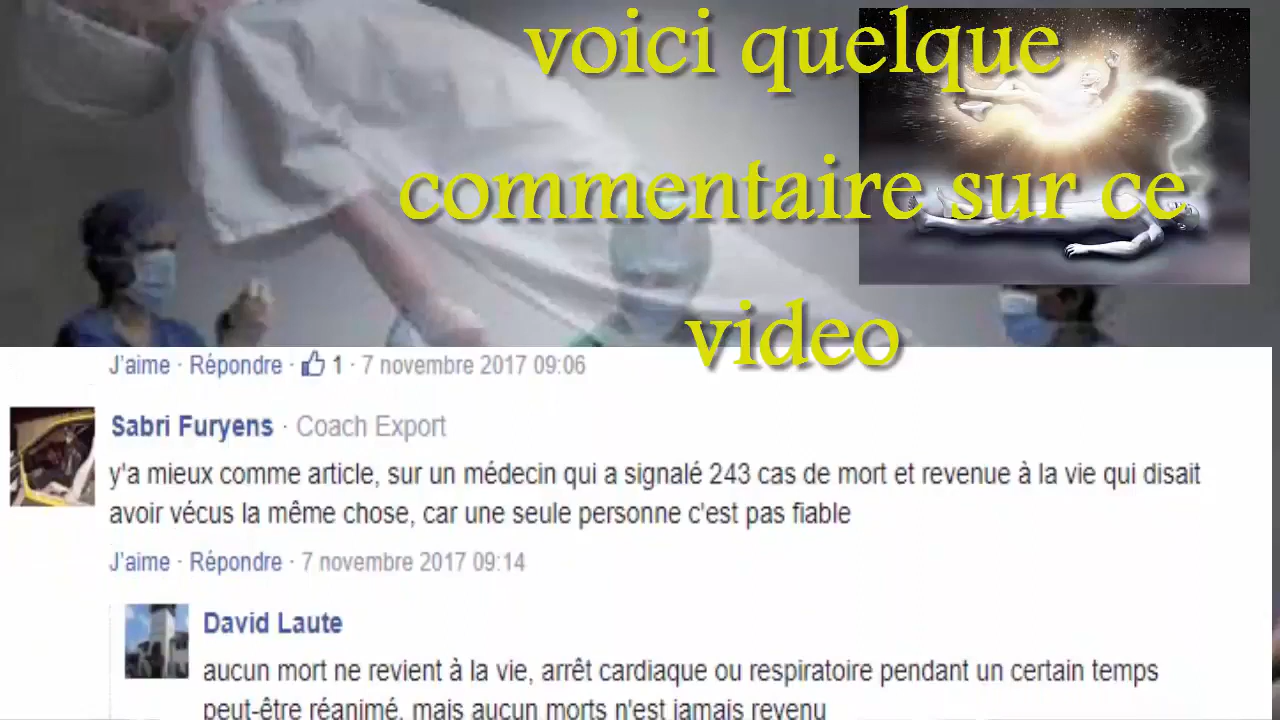 voici quelque
commentaire sur ce
video
J'aime · Répondre · 1 · 7 novembre 2017 09:06
Sabri Furyens · Coach Export
y'a mieux comme article, sur un médecin qui a signalé 243 cas de mort et revenue à la vie qui disait
avoir vécus la même chose, car une seule personne c'est pas fiable
J'aime · Répondre · 7 novembre 2017 09:14
David Laute
aucun mort ne revient à la vie, arrêt cardiaque ou respiratoire pendant un certain temps
peut-être réanimé, mais aucun morts n'est jamais revenu